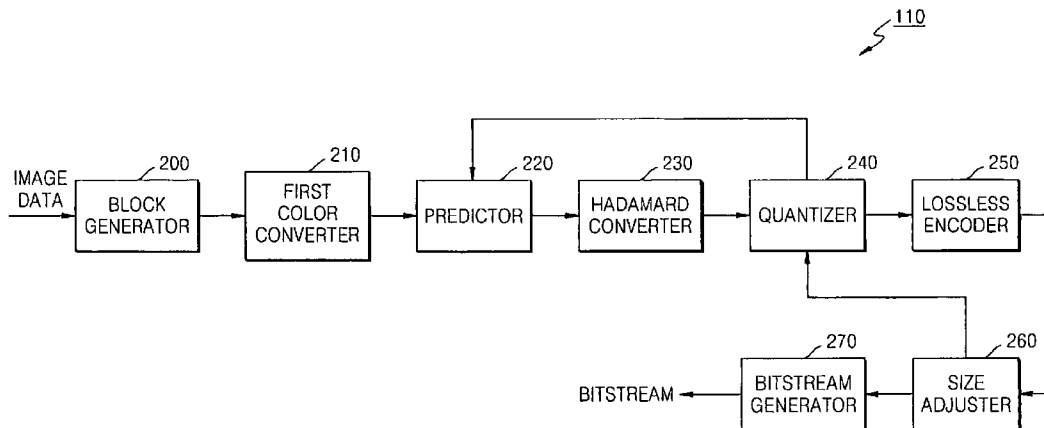 110
200
210
220
230
240
250
IMAGE
DATA
BLOCK
GENERATOR
FIRST
COLOR
CONVERTER
PREDICTOR
HADAMARD
CONVERTER
QUANTIZER
LOSSLESS
ENCODER
270
260
BITSTREAM
BITSTREAM
GENERATOR
SIZE
ADJUSTER